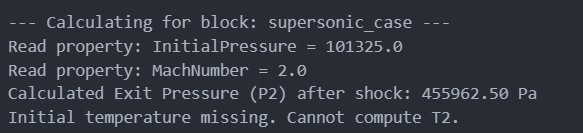 --- Calculating for block: supersonic_case ---
Read property: InitialPressure = 101325.0
Read property: MachNumber = 2.0
Calculated Exit Pressure (P2) after shock: 455962.50 Pa
Initial temperature missing. Cannot compute T2.